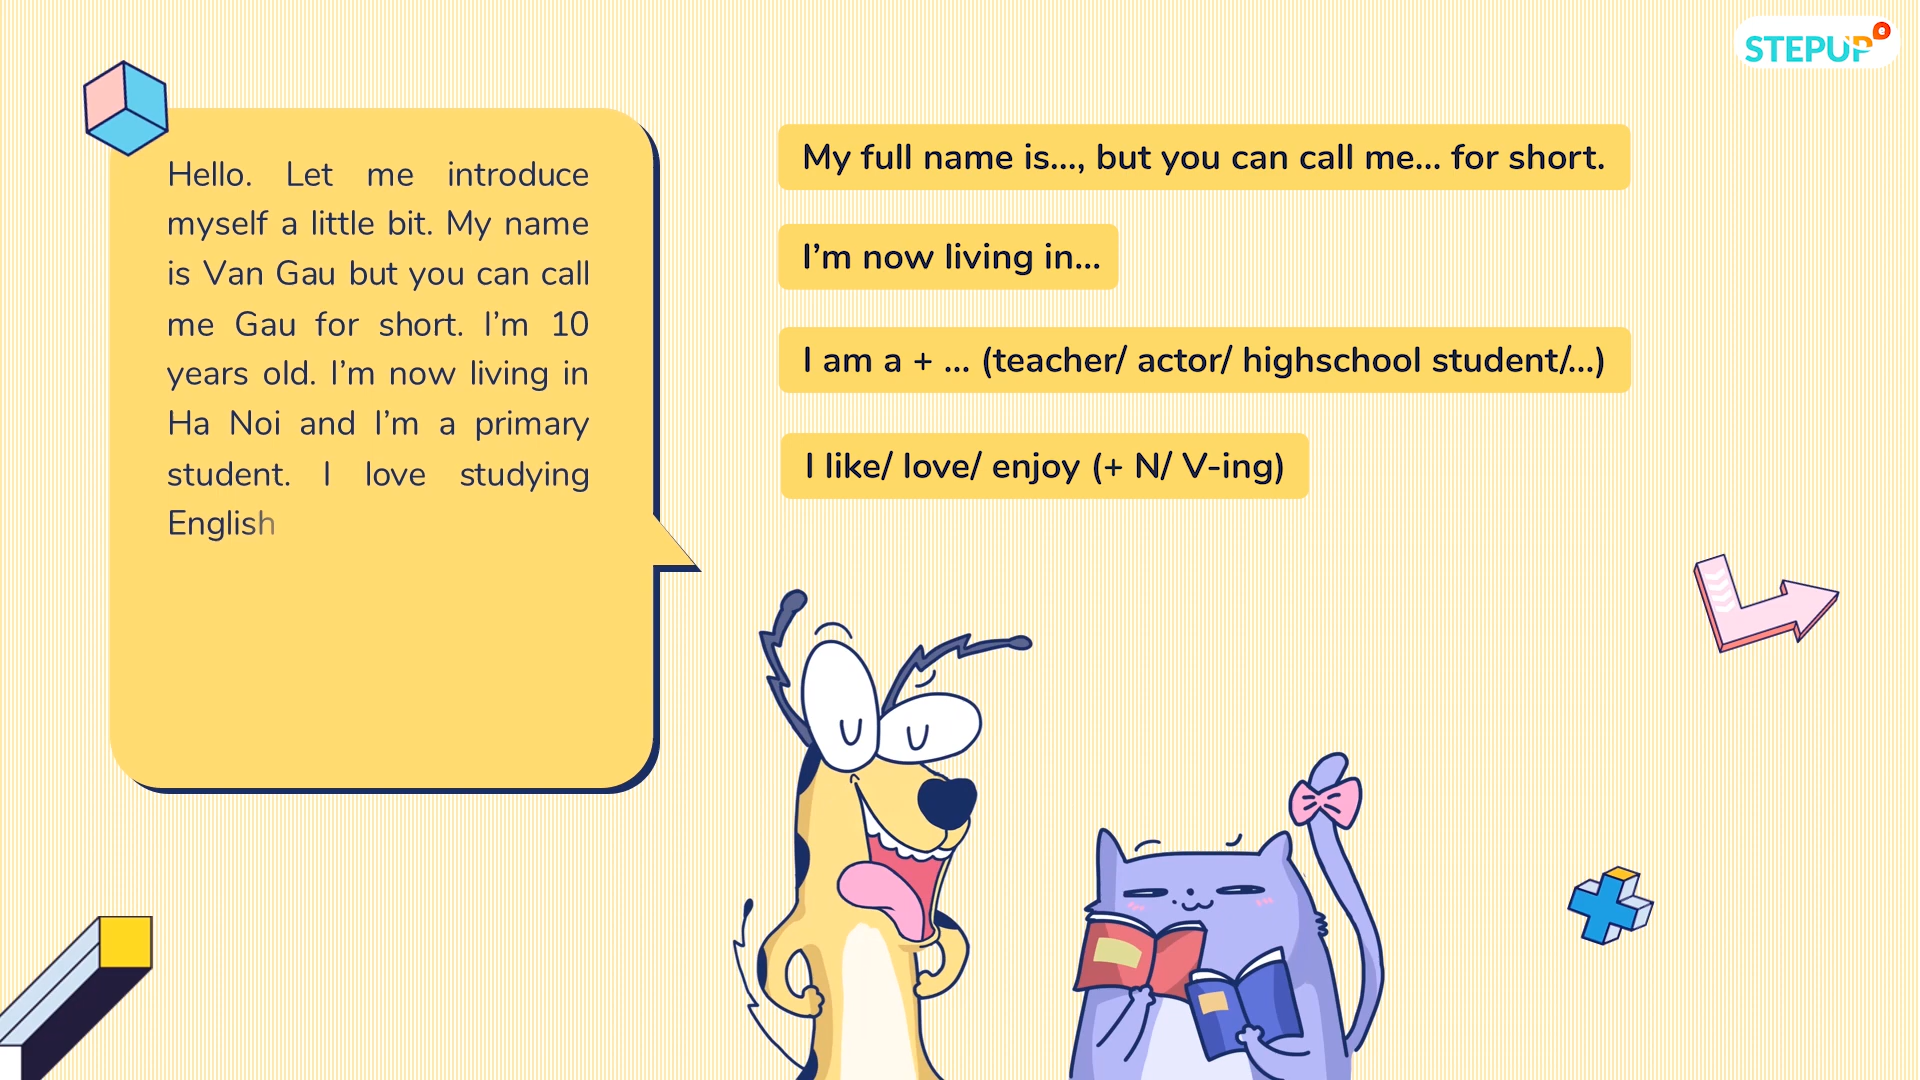 STEPUP e
Hello. Let me introduce
myself a little bit. My name
is Van Gau but you can call
me Gau for short. I’m 10
years old. I’m now living in
Ha Noi and I’m a primary
student. I love studying
English
My full name is..., but you can call me... for short.
I’m now living in...
I am a + ... (teacher/ actor/ highschool student/...)
I like/ love/ enjoy (+ N/ V-ing)